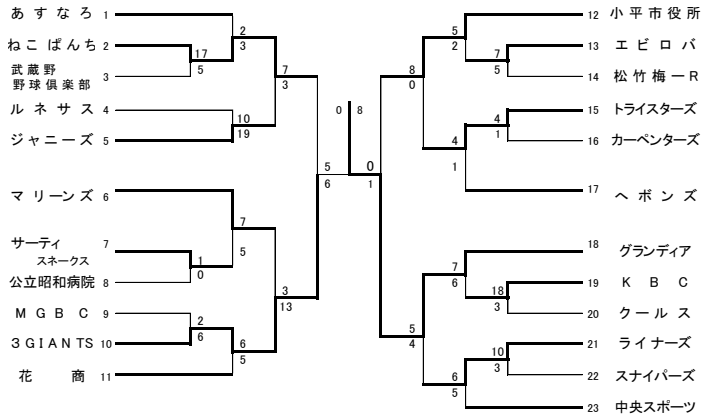 あすなろ 1
ねこぱんち 2
武蔵野
野球倶楽部 3
ルネサス 4
ジャニーズ 5
マリーンズ 6
サーティ
スネークス 7
公立昭和病院 8
MGBC 9
3GIANTS 10
花商 11
2
3
17
5
7
3
10
19
5
6
7
5
1
0
3
13
2
6
6
5
0 8
0
1
12 小平市役所
13 エビロバ
14 松竹梅一R
15 トライスターズ
16 カーペンターズ
17 ヘボンズ
18 グランディア
19 KBC
20 クールス
21 ライナーズ
22 スナイパーズ
23 中央スポーツ
5
2
7
5
8
0
4
1
4
1
7
6
18
3
5
4
10
3
6
5